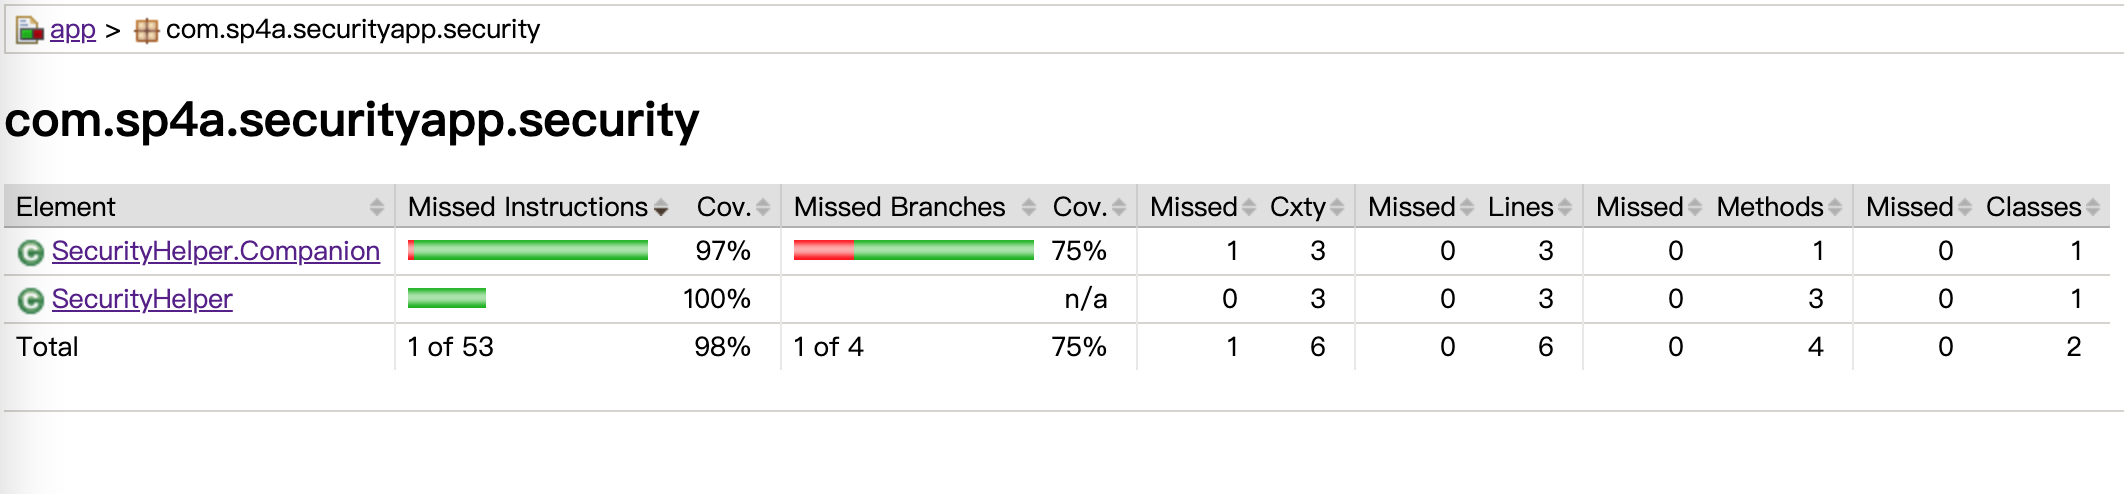 app > com.sp4a.securityapp.security
com.sp4a.securityapp.security
Element Missed Instructions Cov. Missed Branches Cov. Missed Cxty Missed Lines Missed Methods Missed Classes
C SecurityHelper.Companion 97% 75% 1 3 0 3 0 1 0 1
C SecurityHelper 100% n/a 0 3 0 3 0 3 0 1
Total 1 of 53 98% 1 of 4 75% 1 6 0 6 0 4 0 2